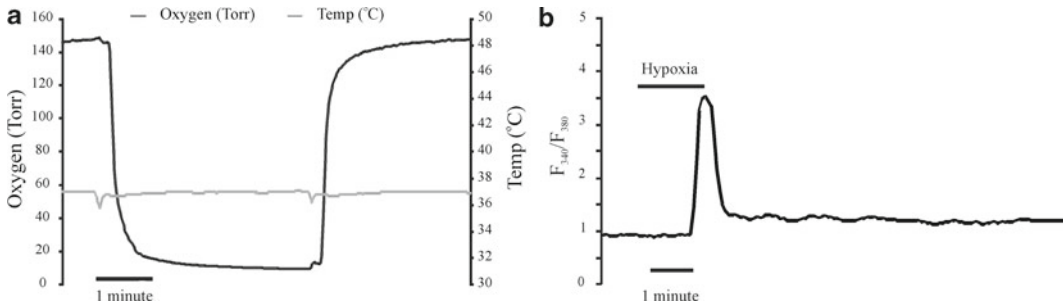 a
Oxygen (Torr)
Temp (°C)
160
140
120
100
80
60
40
20
0
Oxygen (Torr)
50
48
46
44
42
40
38
36
34
32
30
Temp (°C)
1 minute
b
5
4
3
2
1
0
F340/F380
Hypoxia
1 minute